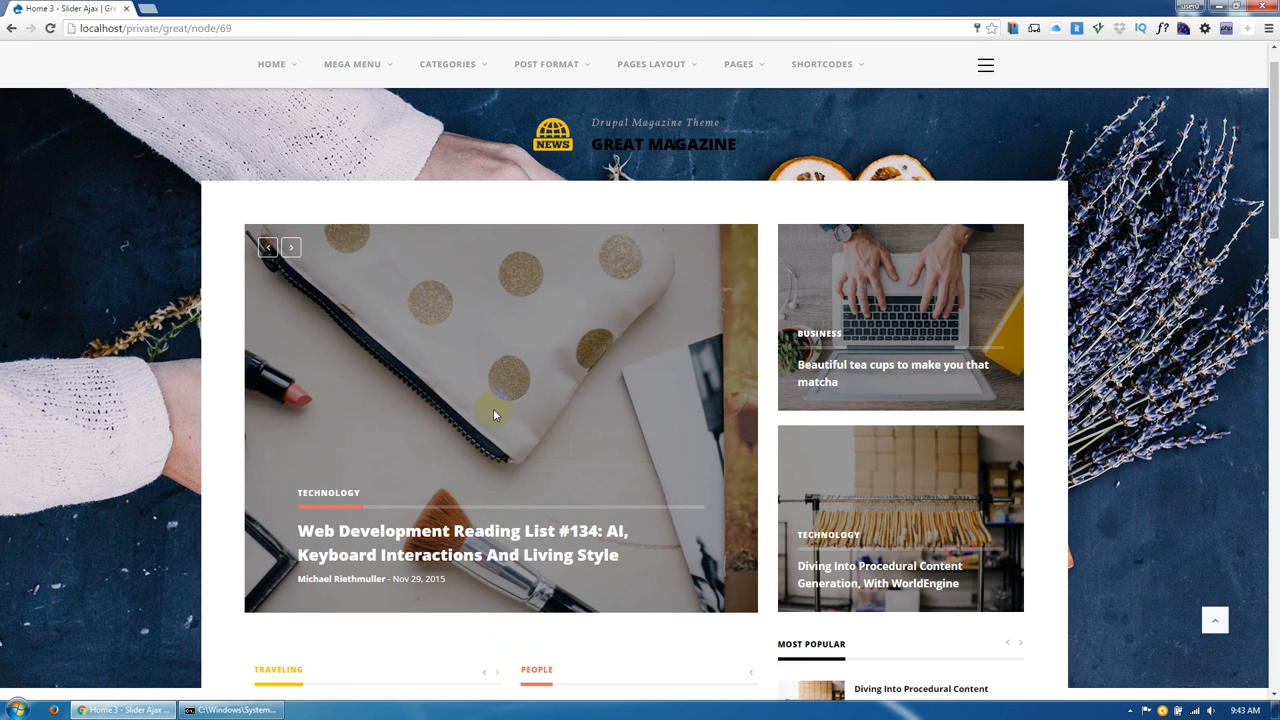 Home 3 - Slider Ajax | Gre
user0
localhost/private/great/node/69
HOME
MEGA MENU
CATEGORIES
POST FORMAT
PAGES LAYOUT
PAGES
SHORTCODES
Drupal Magazine Theme
NEWS
GREAT MAGAZINE
TECHNOLOGY
Web Development Reading List #134: AI,
Keyboard Interactions And Living Style
Michael Riethmuller - Nov 29, 2015
BUSINESS
Beautiful tea cups to make you that
matcha
TECHNOLOGY
Diving Into Procedural Content
Generation, With WorldEngine
MOST POPULAR
TRAVELING
PEOPLE
Diving Into Procedural Content
Home 3 - Slider Ajax ...
C:\Windows\System...
9:43 AM